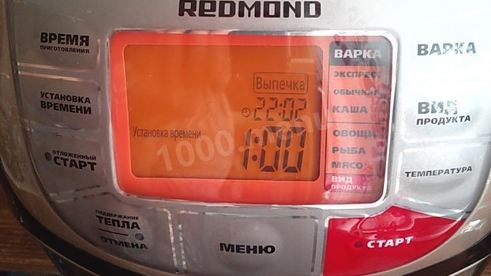 REDMOND
ВРЕМЯ
ПРИГОТОВЛЕНИЯ
УСТАНОВКА
ВРЕМЕНИ
ОТЛОЖЕННЫЙ
СТАРТ
ПОДДЕРЖАНИЕ
ТЕПЛА
ОТМЕНА
Выпечка
22:02
Установка времени
1:00
ВАРКА
ЭКСПРЕСС
ОБЫЧНЫЙ
КАША
ОВОЩИ
РЫБА
МЯСО
ВИД
ПРОДУКТА
ВАРКА
ВИД
ПРОДУКТА
ТЕМПЕРАТУРА
МЕНЮ
СТАРТ